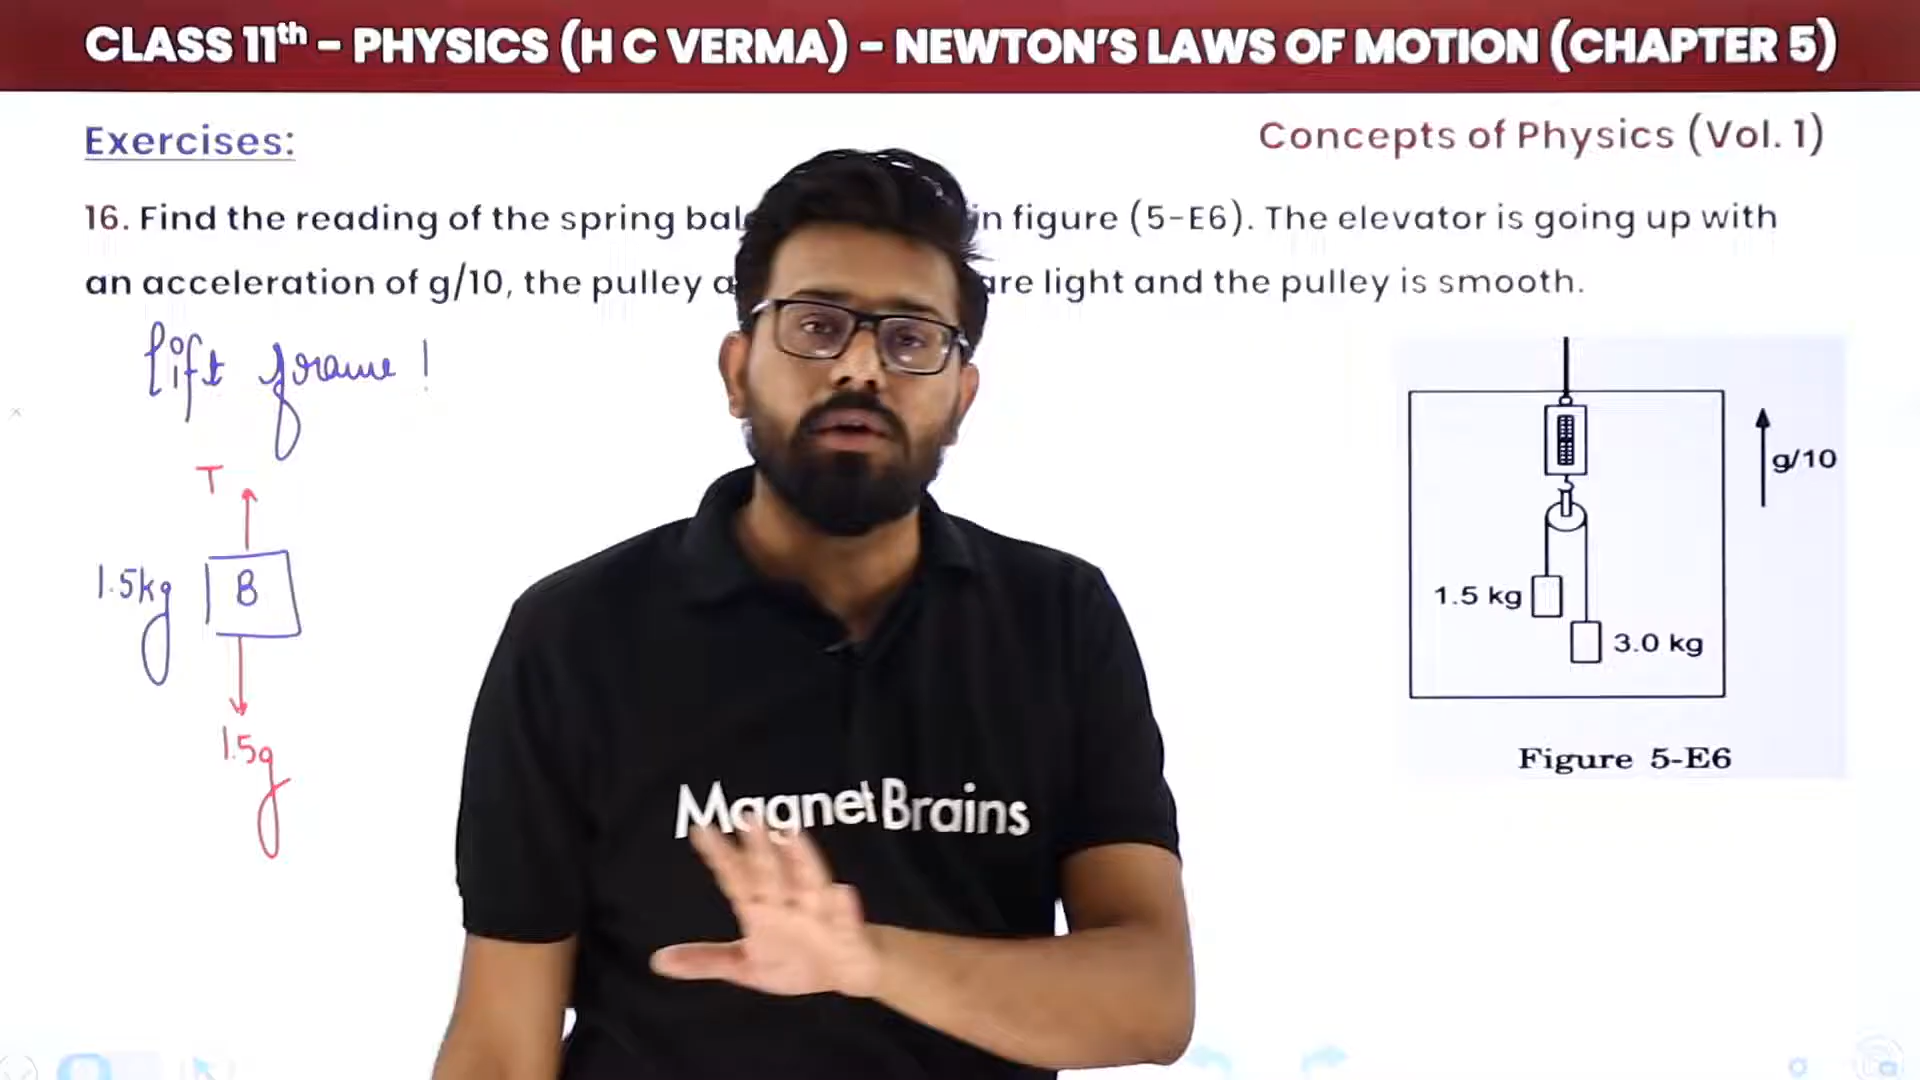 CLASS 11th - PHYSICS (H C VERMA) - NEWTON'S LAWS OF MOTION (CHAPTER 5)
Exercises:
Concepts of Physics (Vol. 1)
16. Find the reading of the spring in figure (5-E6). The elevator is going up with
an acceleration of g/10, the pulley are light and the pulley is smooth.
lift frame!
T
1.5kg
B
1.5g
g/10
1.5 kg
3.0 kg
Figure 5-E6
MagnetBrains